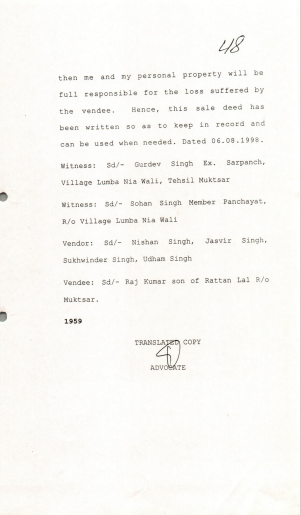 48
then me and my personal property will be
full responsible for the loss suffered by
the vendee. Hence, this sale deed has
been written so as to keep in record and
can be used when needed. Dated 06.08.1998.
Witness: Sd/- Gurdev Singh Ex. Sarpanch,
Village Lumba Nia Wali, Tehsil Muktsar
Witness: Sd/- Sohan Singh Member Panchayat,
R/o Village Lumba Nia Wali
Vendor: Sd/- Nishan Singh, Jasvir Singh,
Sukhwinder Singh, Udham Singh
Vendee: Sd/- Raj Kumar son of Rattan Lal R/o
Muktsar.
1959
TRANSLATED COPY
ADVOCATE